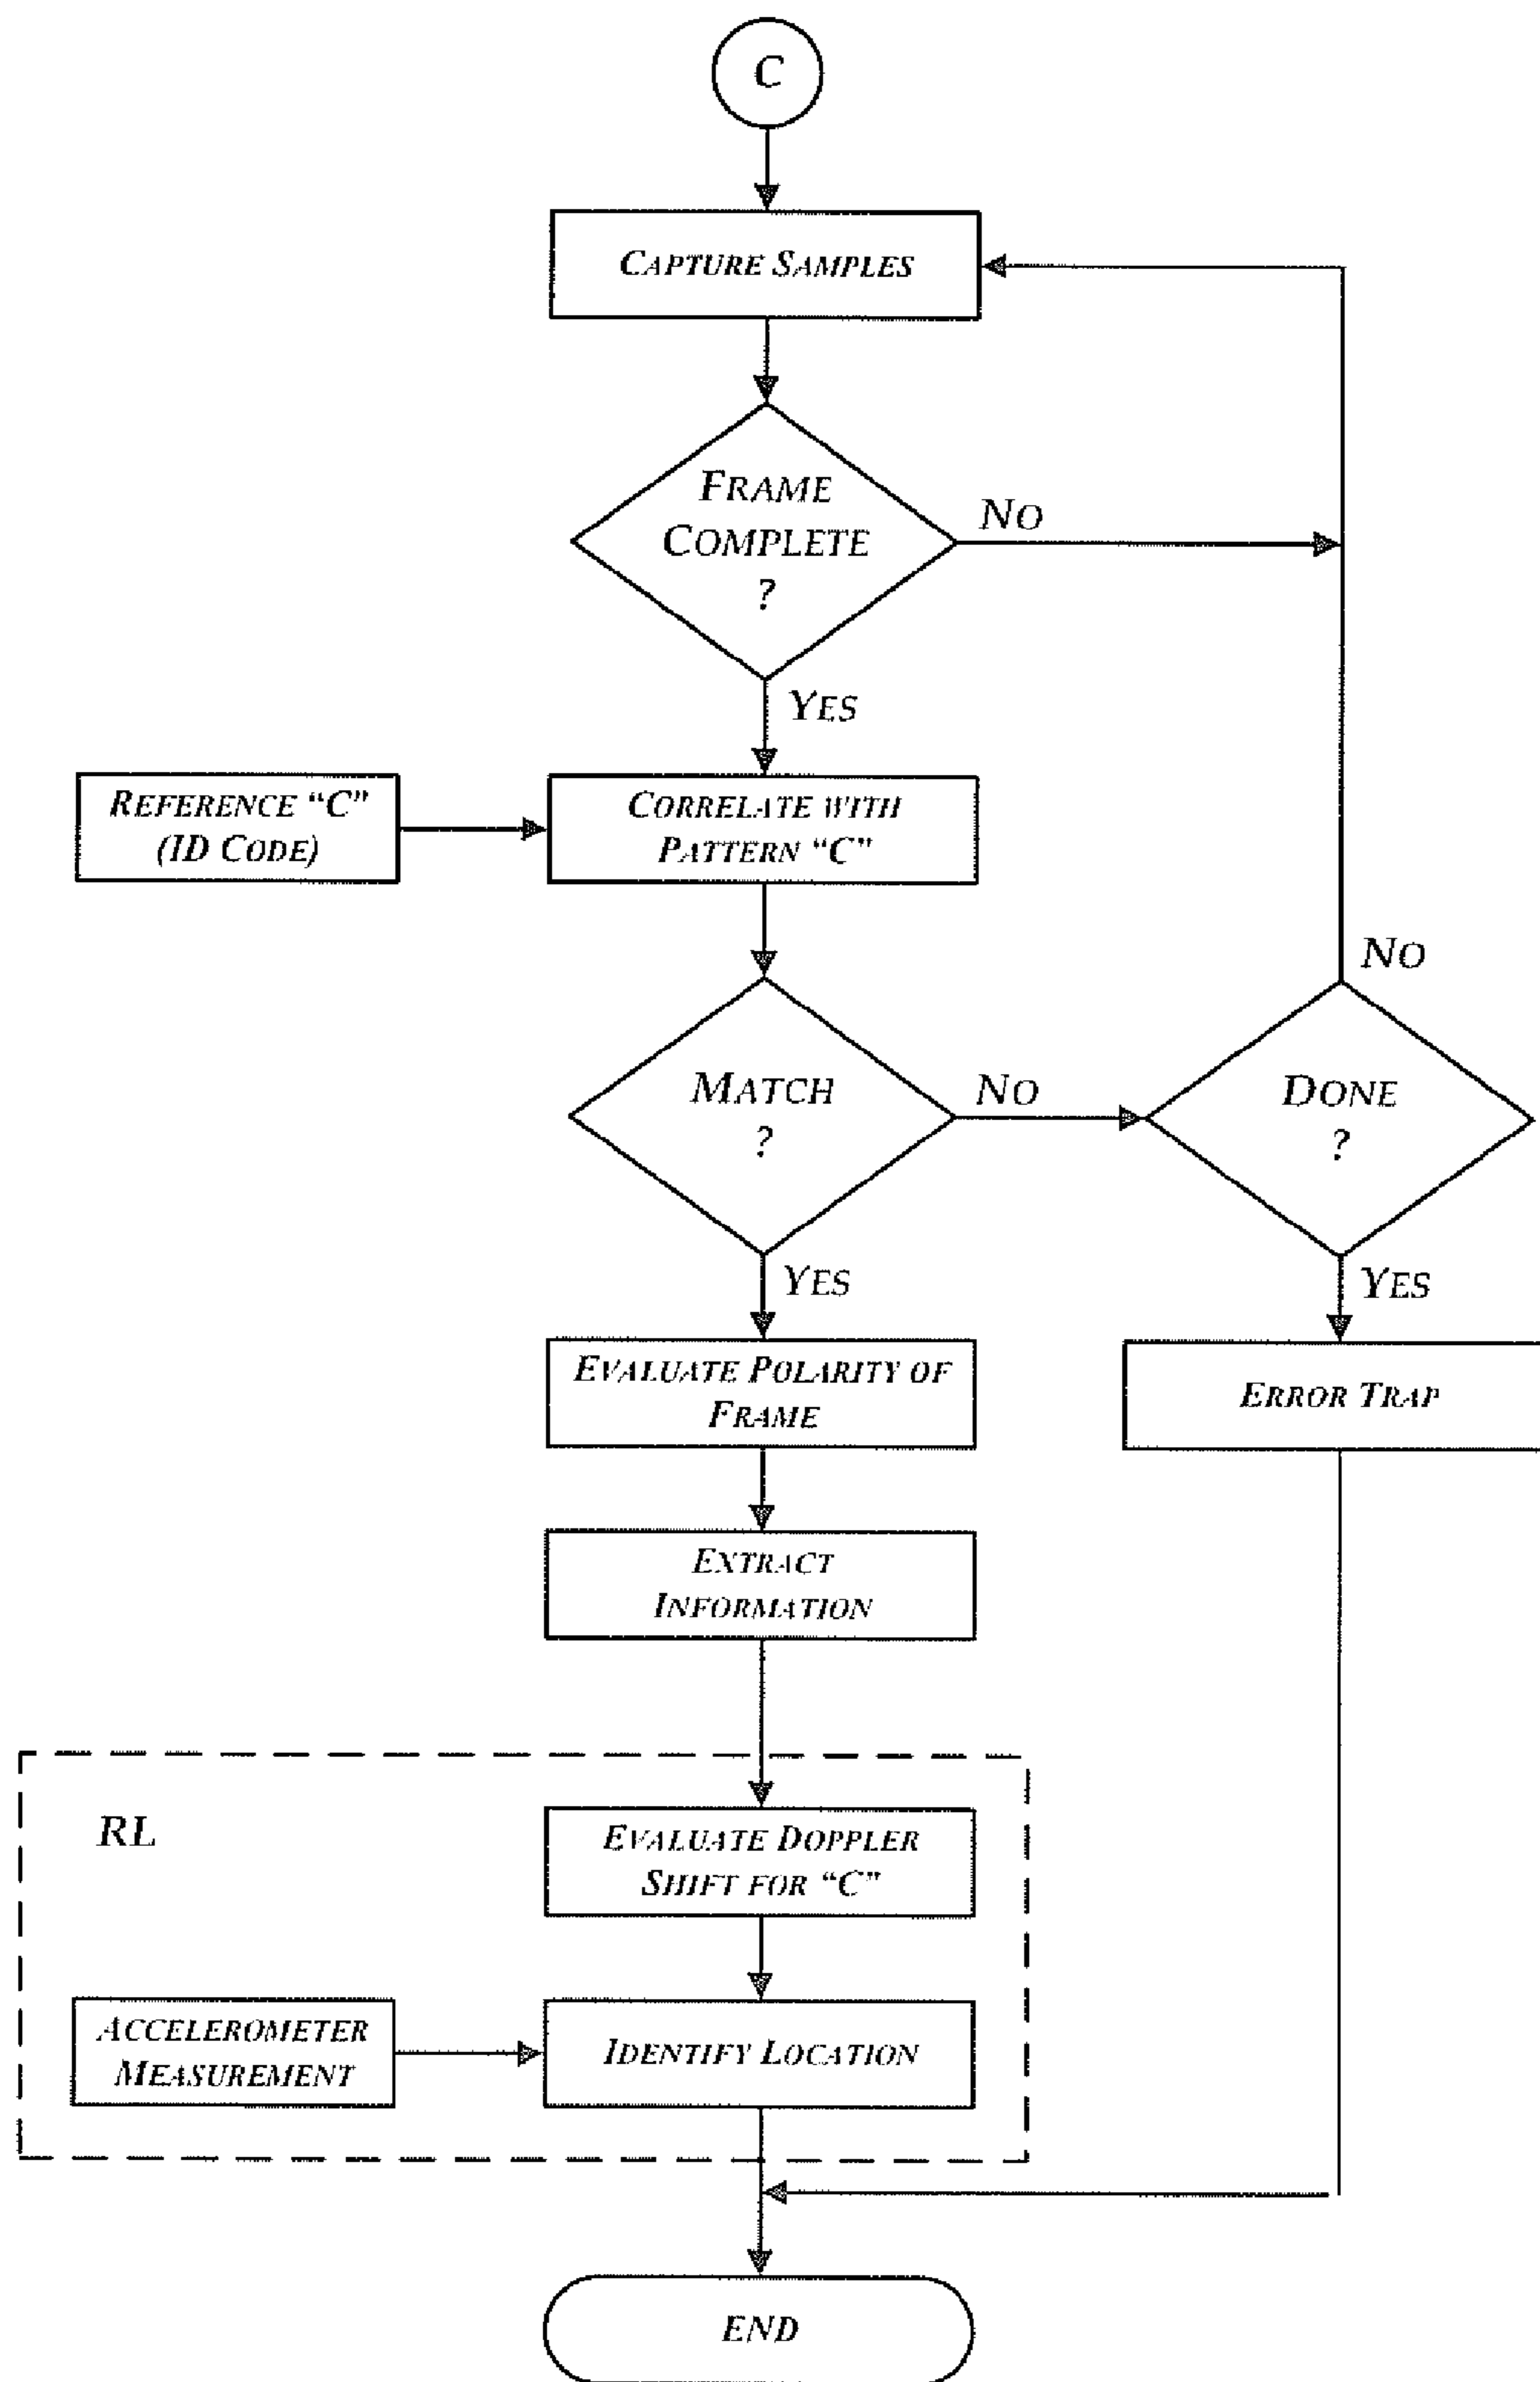 C
CAPTURE SAMPLES
FRAME
COMPLETE
?
NO
YES
REFERENCE “C”
(ID CODE)
CORRELATE WITH
PATTERN “C”
NO
MATCH
?
NO
DONE
?
YES
YES
EVALUATE POLARITY OF
FRAME
ERROR TRAP
EXTRACT
INFORMATION
RL
EVALUATE DOPPLER
SHIFT FOR “C”
ACCELEROMETER
MEASUREMENT
IDENTIFY LOCATION
END